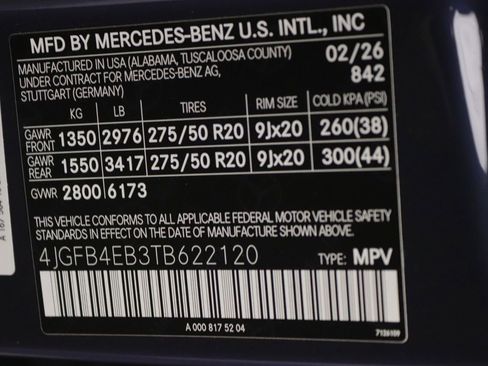 MFD BY MERCEDES-BENZ U.S. INTL., INC
MANUFACTURED IN USA (ALABAMA, TUSCALOOSA COUNTY) 02/26
UNDER CONTRACT FOR MERCEDES-BENZ AG, 842
STUTTGART (GERMANY)
KG LB TIRES RIM SIZE COLD KPA (PSI)
GAWR FRONT 1350 2976 275/50 R20 9Jx20 260(38)
GAWR REAR 1550 3417 275/50 R20 9Jx20 300(44)
GVWR 2800 6173
THIS VEHICLE CONFORMS TO ALL APPLICABLE FEDERAL MOTOR VEHICLE SAFETY
STANDARDS IN EFFECT ON THE DATE OF MANUFACTURE SHOWN ABOVE.
4JGFB4EB3TB622120 TYPE: MPV
A 000 817 52 04